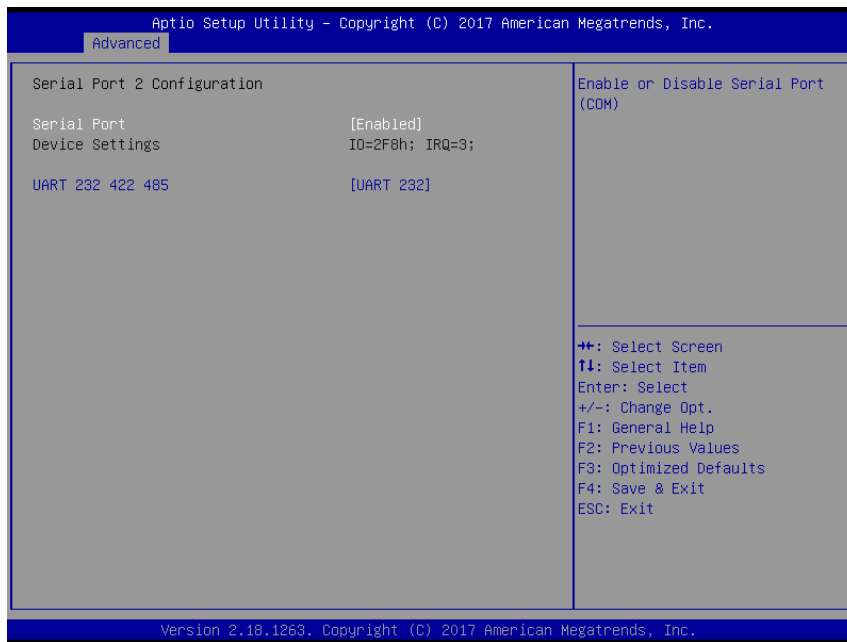 Aptio Setup Utility – Copyright (C) 2017 American Megatrends, Inc.
Advanced
Serial Port 2 Configuration
Serial Port [Enabled]
Device Settings IO=2F8h; IRQ=3;
UART 232 422 485 [UART 232]
Enable or Disable Serial Port
(COM)
→←: Select Screen
↑↓: Select Item
Enter: Select
+/-: Change Opt.
F1: General Help
F2: Previous Values
F3: Optimized Defaults
F4: Save & Exit
ESC: Exit
Version 2.18.1263. Copyright (C) 2017 American Megatrends, Inc.